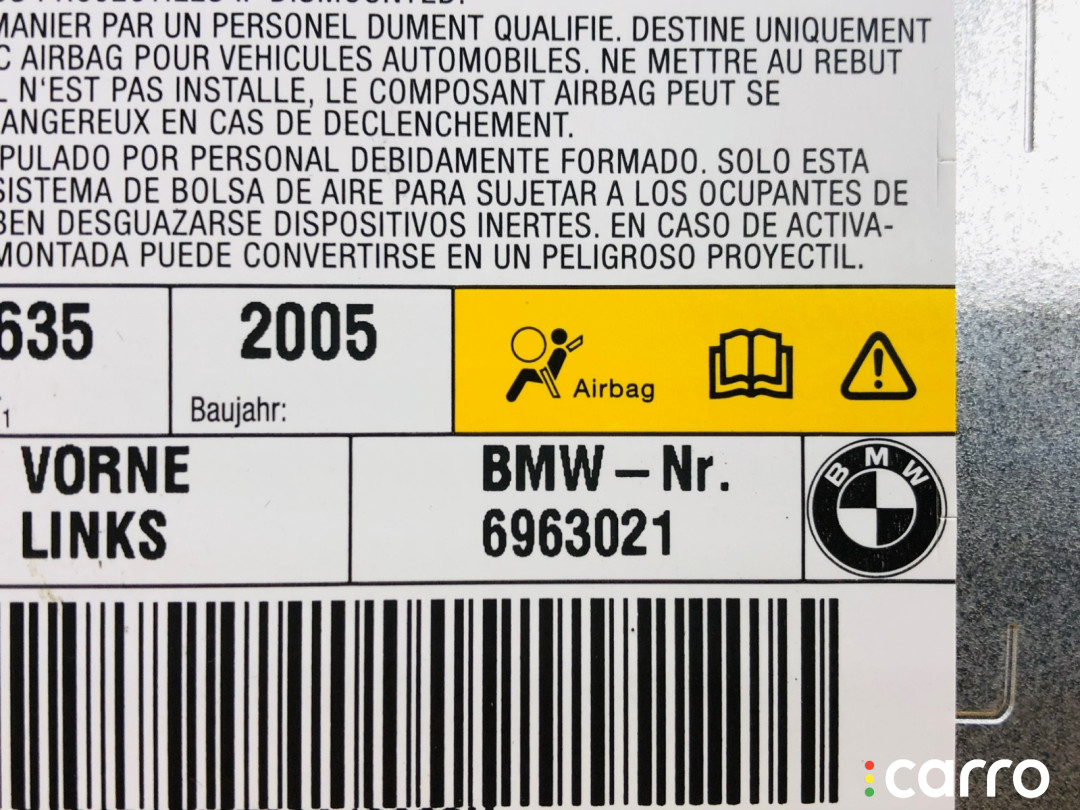 MANIER PAR UN PERSONEL DUMENT QUALIFIE. DESTINE UNIQUEMENT
C AIRBAG POUR VEHICULES AUTOMOBILES. NE METTRE AU REBUT
L N'EST PAS INSTALLE, LE COMPOSANT AIRBAG PEUT SE
ANGEREUX EN CAS DE DECLENCHEMENT.
PULADO POR PERSONAL DEBIDAMENTE FORMADO. SOLO ESTA
SISTEMA DE BOLSA DE AIRE PARA SUJETAR A LOS OCUPANTES DE
BEN DESGUAZARSE DISPOSITIVOS INERTES. EN CASO DE ACTIVA-
MONTADA PUEDE CONVERTIRSE EN UN PELiGROSO PROYECTIL.
635
2005
Baujahr:
1
Airbag
VORNE
LINKS
BMW – Nr.
6963021
BMW
carro